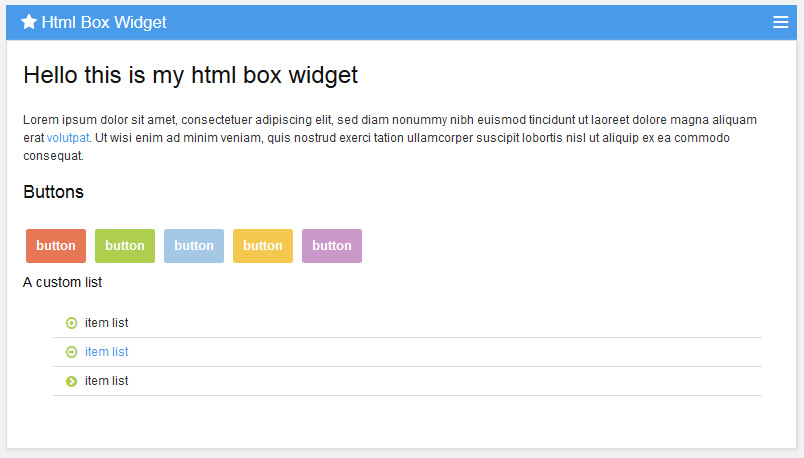 Html Box Widget
Hello this is my html box widget
Lorem ipsum dolor sit amet, consectetuer adipiscing elit, sed diam nonummy nibh euismod tincidunt ut laoreet dolore magna aliquam
erat volutpat. Ut wisi enim ad minim veniam, quis nostrud exerci tation ullamcorper suscipit lobortis nisl ut aliquip ex ea commodo
consequat.
Buttons
button button button button button
A custom list
item list
item list
item list